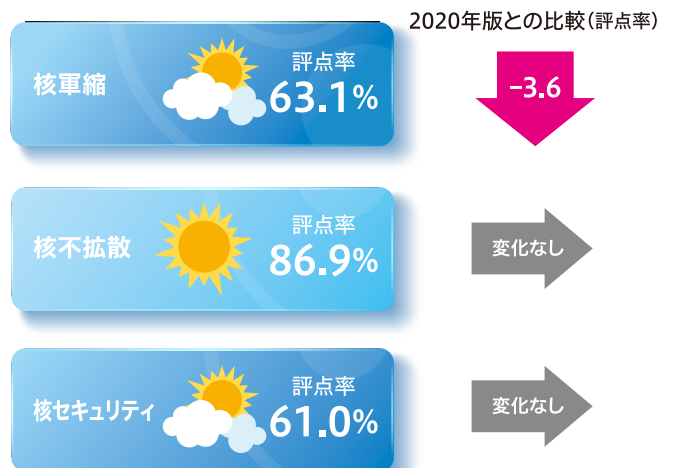 2020年版との比較(評点率)
核軍縮
評点率
63.1%
-3.6
核不拡散
評点率
86.9%
変化なし
核セキュリティ
評点率
61.0%
変化なし